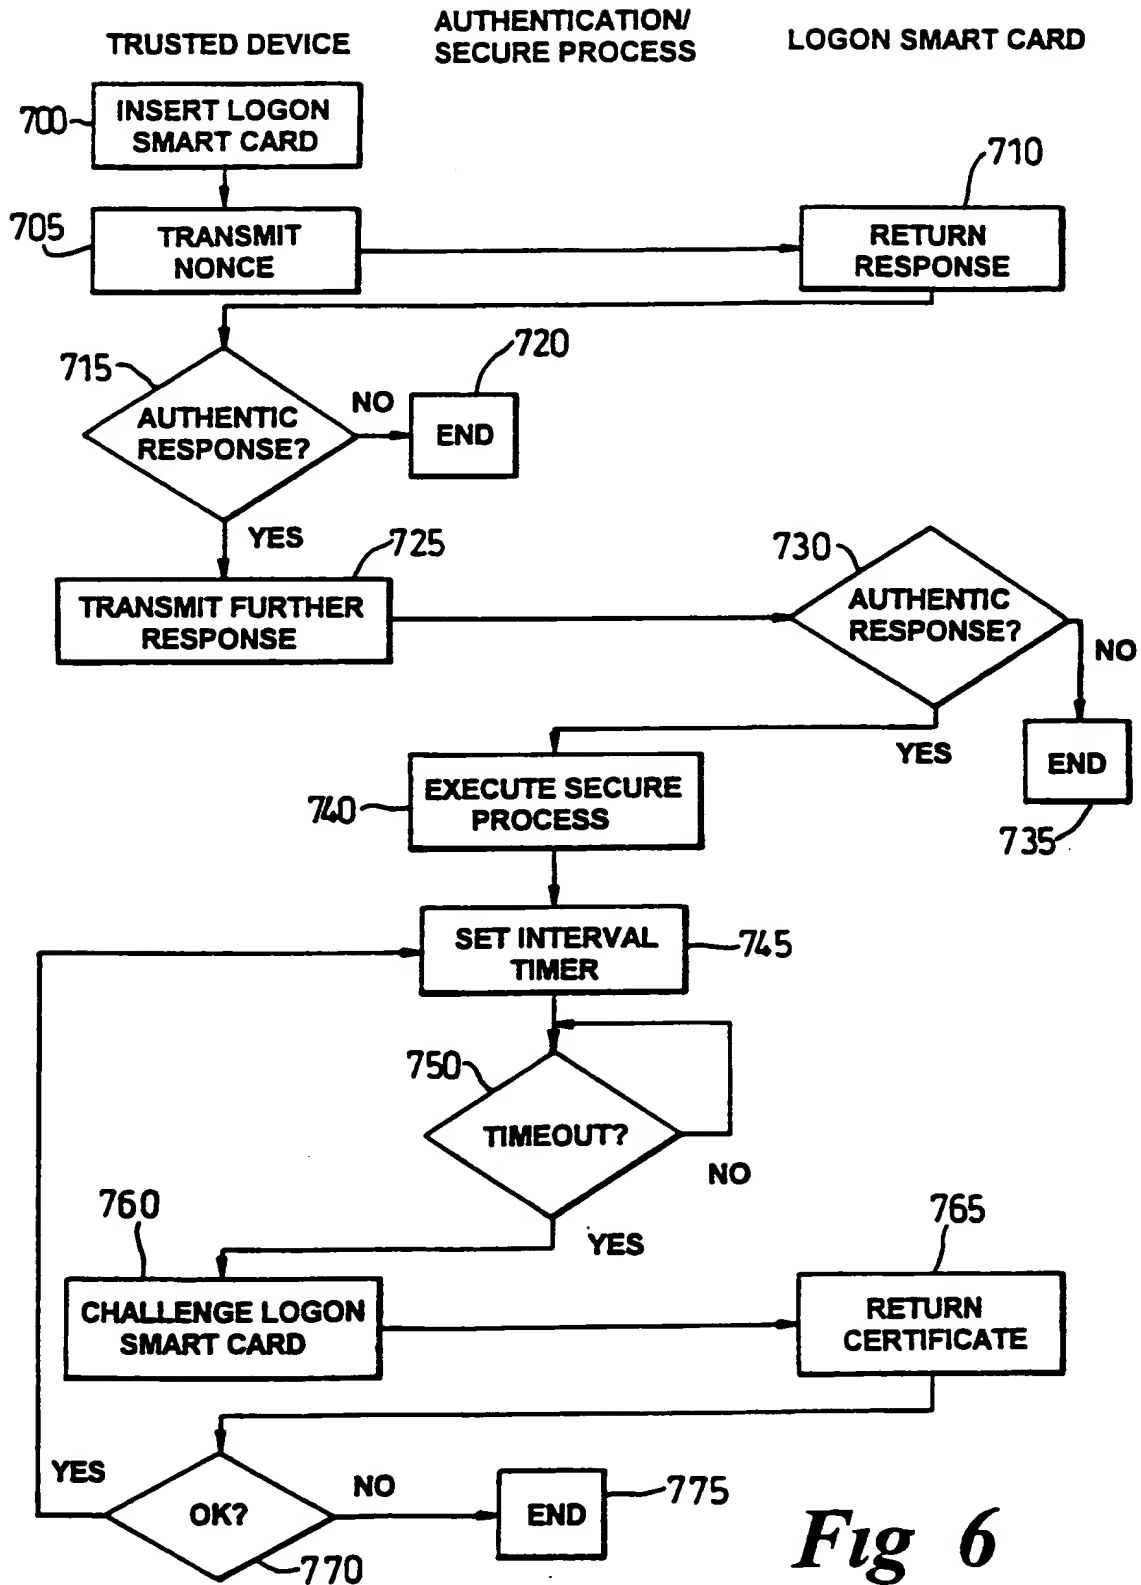 TRUSTED DEVICE
AUTHENTICATION/
SECURE PROCESS
LOGON SMART CARD
700
INSERT LOGON
SMART CARD
705
TRANSMIT
NONCE
710
RETURN
RESPONSE
715
AUTHENTIC
RESPONSE?
NO
720
END
YES
725
TRANSMIT FURTHER
RESPONSE
730
AUTHENTIC
RESPONSE?
NO
YES
END
735
740
EXECUTE SECURE
PROCESS
SET INTERVAL
TIMER
745
750
TIMEOUT?
NO
YES
760
CHALLENGE LOGON
SMART CARD
765
RETURN
CERTIFICATE
YES
OK?
770
NO
END
775
Fig 6